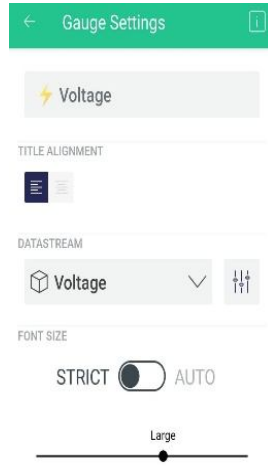 Gauge Settings
⚡ Voltage
TITLE ALIGNMENT
DATASTREAM
Voltage
FONT SIZE
STRICT AUTO
Large